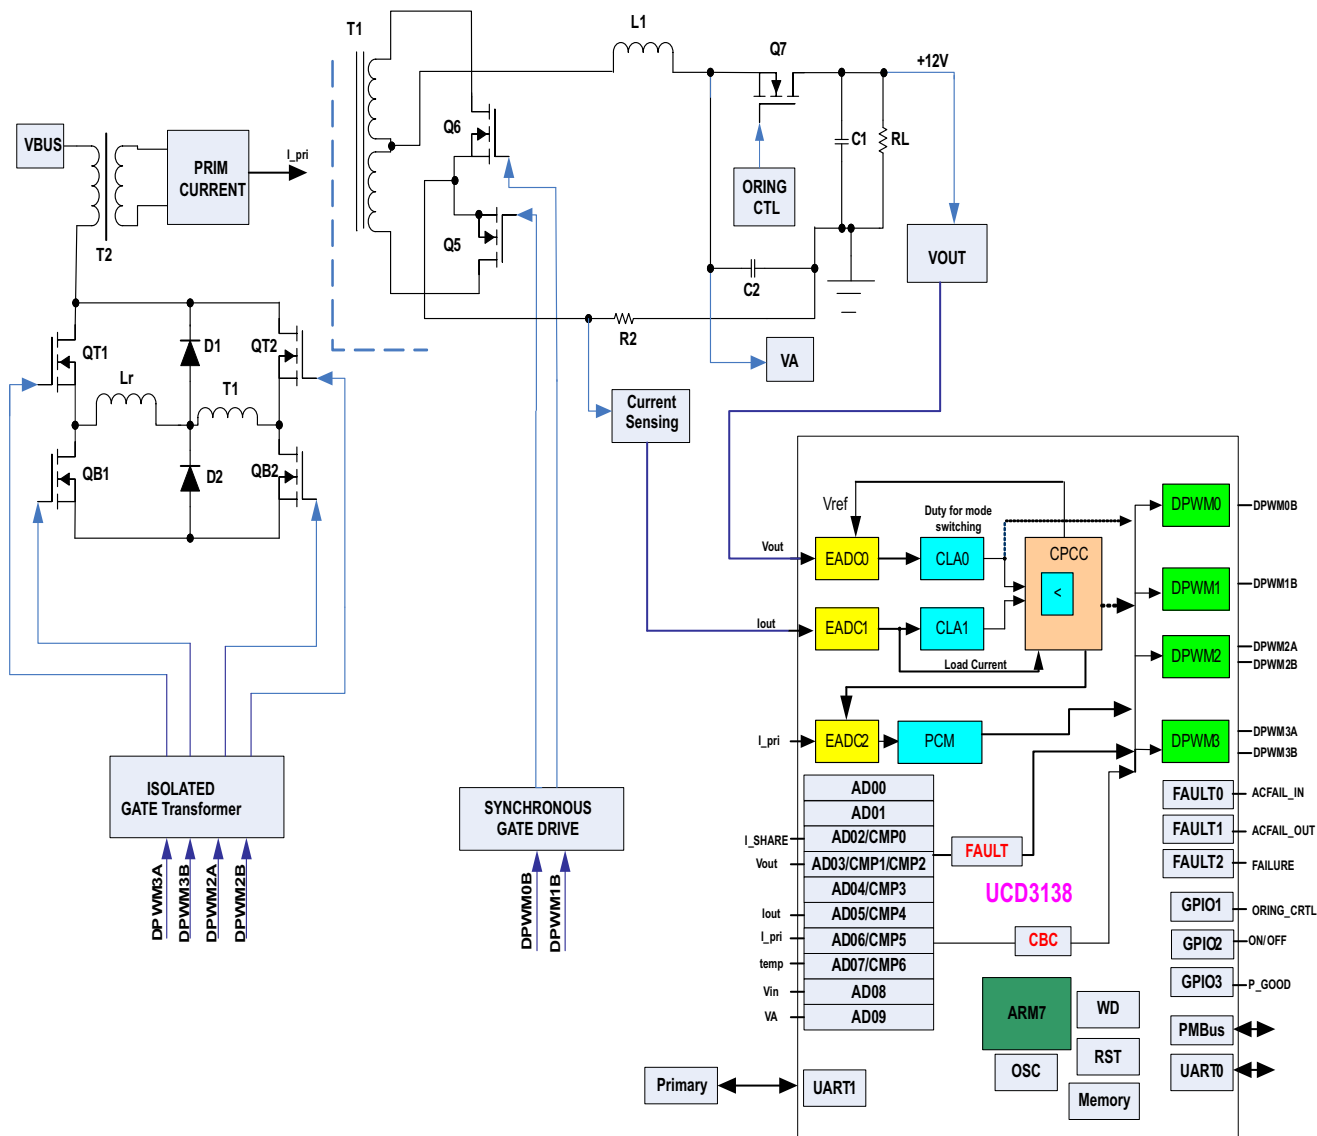 T1
L1
Q7
+12V
Q6
C1
RL
VBUS
PRIM
CURRENT
I_pri
ORING
CTL
T2
Q5
VOUT
C2
R2
VA
QT1
D1
QT2
Lr
T1
Current
Sensing
QB1
D2
QB2
Vref
Duty for mode
switching
DPWM0
DPWM0B
Vout
EADC0
CLA0
CPCC
<
DPWM1
DPWM1B
Iout
EADC1
CLA1
Load Current
DPWM2
DPWM2A
DPWM2B
I_pri
EADC2
PCM
DPWM3
DPWM3A
DPWM3B
ISOLATED
GATE Transformer
DPWM3A
DPWM3B
DPWM2A
DPWM2B
SYNCHRONOUS
GATE DRIVE
DPWM0B
DPWM1B
AD00
AD01
I_SHARE
AD02/CMP0
Vout
AD03/CMP1/CMP2
AD04/CMP3
Iout
AD05/CMP4
I_pri
AD06/CMP5
temp
AD07/CMP6
Vin
AD08
VA
AD09
FAULT
UCD3138
CBC
FAULT0
ACFAIL_IN
FAULT1
ACFAIL_OUT
FAULT2
FAILURE
GPIO1
ORING_CRTL
GPIO2
ON/OFF
GPIO3
P_GOOD
ARM7
WD
PMBus
OSC
RST
UART0
Memory
Primary
UART1